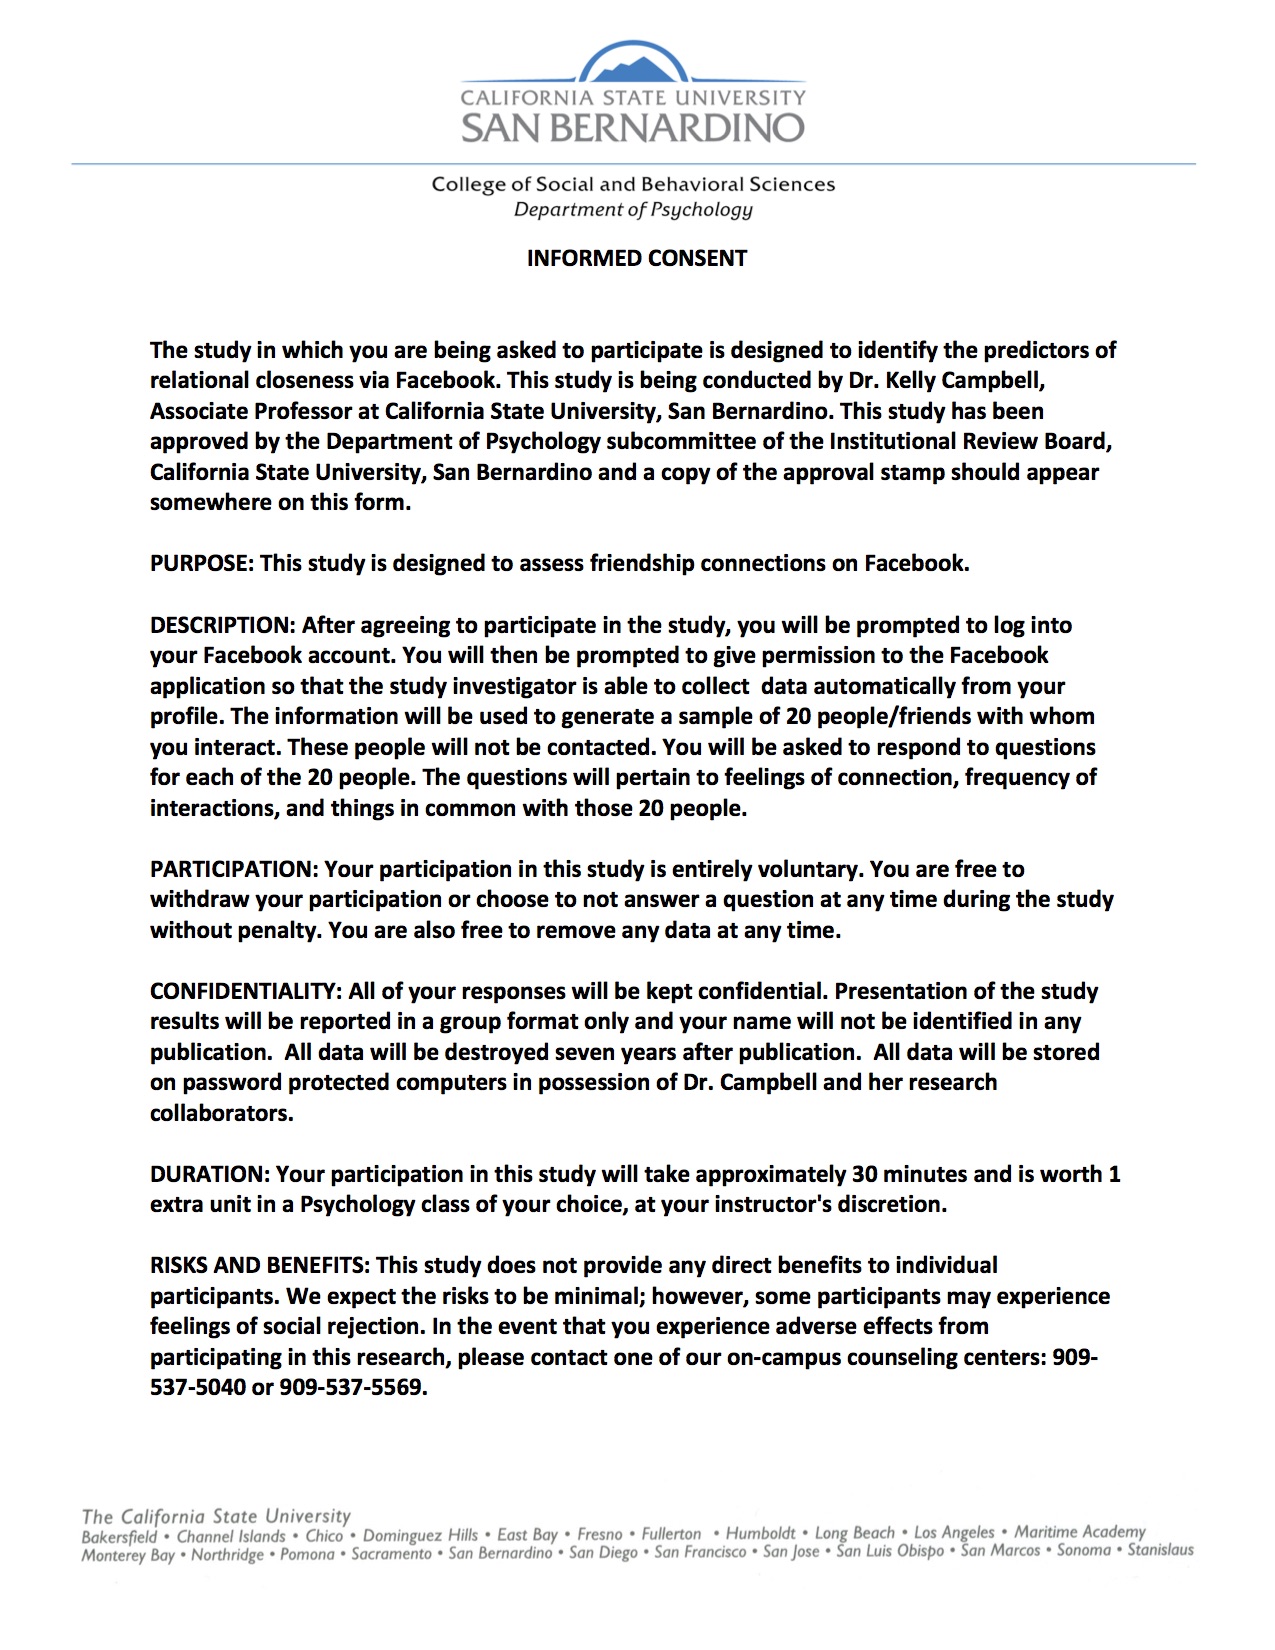 CALIFORNIA STATE UNIVERSITY
SAN BERNARDINO
College of Social and Behavioral Sciences
Department of Psychology
INFORMED CONSENT
The study in which you are being asked to participate is designed to identify the predictors of
relational closeness via Facebook. This study is being conducted by Dr. Kelly Campbell,
Associate Professor at California State University, San Bernardino. This study has been
approved by the Department of Psychology subcommittee of the Institutional Review Board,
California State University, San Bernardino and a copy of the approval stamp should appear
somewhere on this form.
PURPOSE: This study is designed to assess friendship connections on Facebook.
DESCRIPTION: After agreeing to participate in the study, you will be prompted to log into
your Facebook account. You will then be prompted to give permission to the Facebook
application so that the study investigator is able to collect  data automatically from your
profile. The information will be used to generate a sample of 20 people/friends with whom
you interact. These people will not be contacted. You will be asked to respond to questions
for each of the 20 people. The questions will pertain to feelings of connection, frequency of
interactions, and things in common with those 20 people.
PARTICIPATION: Your participation in this study is entirely voluntary. You are free to
withdraw your participation or choose to not answer a question at any time during the study
without penalty. You are also free to remove any data at any time.
CONFIDENTIALITY: All of your responses will be kept confidential. Presentation of the study
results will be reported in a group format only and your name will not be identified in any
publication.  All data will be destroyed seven years after publication.  All data will be stored
on password protected computers in possession of Dr. Campbell and her research
collaborators.
DURATION: Your participation in this study will take approximately 30 minutes and is worth 1
extra unit in a Psychology class of your choice, at your instructor's discretion.
RISKS AND BENEFITS: This study does not provide any direct benefits to individual
participants. We expect the risks to be minimal; however, some participants may experience
feelings of social rejection. In the event that you experience adverse effects from
participating in this research, please contact one of our on-campus counseling centers: 909-
537-5040 or 909-537-5569.
The California State University
Bakersfield • Channel Islands • Chico • Dominguez Hills • East Bay • Fresno • Fullerton • Humboldt • Long Beach • Los Angeles • Maritime Academy
Monterey Bay • Northridge • Pomona • Sacramento • San Bernardino • San Diego • San Francisco • San Jose • San Luis Obispo • San Marcos • Sonoma • Stanislaus